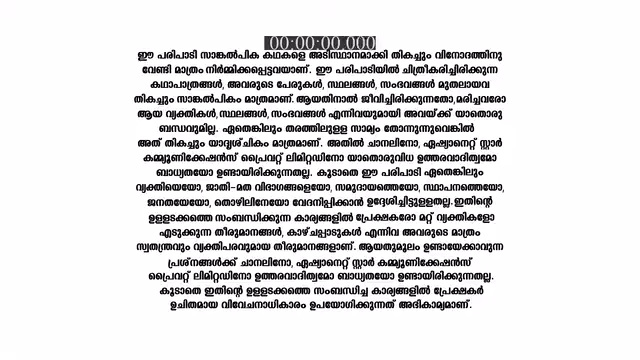 00:00:00.000
ഈ പരിപാടി സാങ്കൽപിക കഥകളെ അടിസ്ഥാനമാക്കി തികച്ചും വിനോദത്തിനു
വേണ്ടി മാത്രം നിർമ്മിക്കപ്പെട്ടവയാണ്. ഈ പരിപാടിയിൽ ചിത്രീകരിച്ചിരിക്കുന്ന
കഥാപാത്രങ്ങൾ, അവരുടെ പേരുകൾ, സ്ഥലങ്ങൾ, സംഭവങ്ങൾ മുതലായവ
തികച്ചും സാങ്കൽപികം മാത്രമാണ്. ആയതിനാൽ ജീവിച്ചിരിക്കുന്നതോ,മരിച്ചവരോ
ആയ വ്യക്തികൾ,സ്ഥലങ്ങൾ,സംഭവങ്ങൾ എന്നിവയുമായി അവയ്ക്ക് യാതൊരു
ബന്ധവുമില്ല. ഏതെങ്കിലും തരത്തിലുളള സാമ്യം തോന്നുന്നുവെങ്കിൽ
അത് തികച്ചും യാദൃശ്ചികം മാത്രമാണ്. അതിൽ ചാനലിനോ, ഏഷ്യാനെറ്റ് സ്റ്റാർ
കമ്മ്യൂണിക്കേഷൻസ് പ്രൈവറ്റ് ലിമിറ്റഡിനോ യാതൊരുവിധ ഉത്തരവാദിത്വമോ
ബാധ്യതയോ ഉണ്ടായിരിക്കുന്നതല്ല. കൂടാതെ ഈ പരിപാടി ഏതെങ്കിലും
വ്യക്തിയെയോ, ജാതി-മത വിഭാഗങ്ങളെയോ, സമുദായത്തെയോ, സ്ഥാപനത്തെയോ,
ജനതയേയോ, തൊഴിലിനേയോ വേദനിപ്പിക്കാൻ ഉദ്ദേശിച്ചിട്ടുളളതല്ല.ഇതിന്റെ
ഉളളടക്കത്തെ സംബന്ധിക്കുന്ന കാര്യങ്ങളിൽ പ്രേക്ഷകരോ മറ്റ് വ്യക്തികളോ
എടുക്കുന്ന തീരുമാനങ്ങൾ, കാഴ്ചപ്പാടുകൾ എന്നിവ അവരുടെ മാത്രം
സ്വതന്ത്രവും വ്യക്തിപരവുമായ തീരുമാനങ്ങളാണ്. ആയതുമൂലം ഉണ്ടായേക്കാവുന്ന
പ്രശ്നങ്ങൾക്ക് ചാനലിനോ, ഏഷ്യാനെറ്റ് സ്റ്റാർ കമ്മ്യൂണിക്കേഷൻസ്
പ്രൈവറ്റ് ലിമിറ്റഡിനോ ഉത്തരവാദിത്വമോ ബാധ്യതയോ ഉണ്ടായിരിക്കുന്നതല്ല.
കൂടാതെ ഇതിന്റെ ഉളളടക്കത്തെ സംബന്ധിച്ച കാര്യങ്ങളിൽ പ്രേക്ഷകർ
ഉചിതമായ വിവേചനാധികാരം ഉപയോഗിക്കുന്നത് അഭികാമ്യമാണ്.